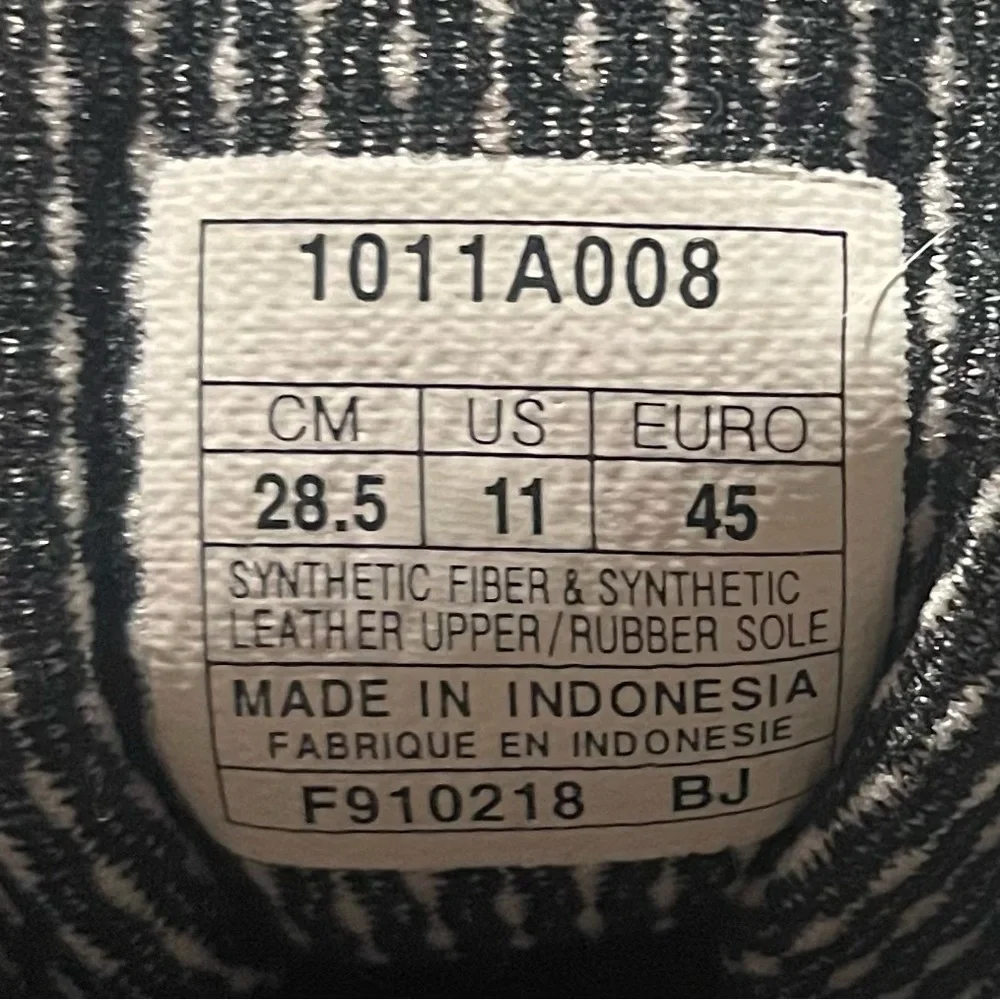 1011A008
CM US EURO
28.5 11 45
SYNTHETIC FIBER & SYNTHETIC
LEATHER UPPER/RUBBER SOLE
MADE IN INDONESIA
FABRIQUE EN INDONESIE
F910218 BJ